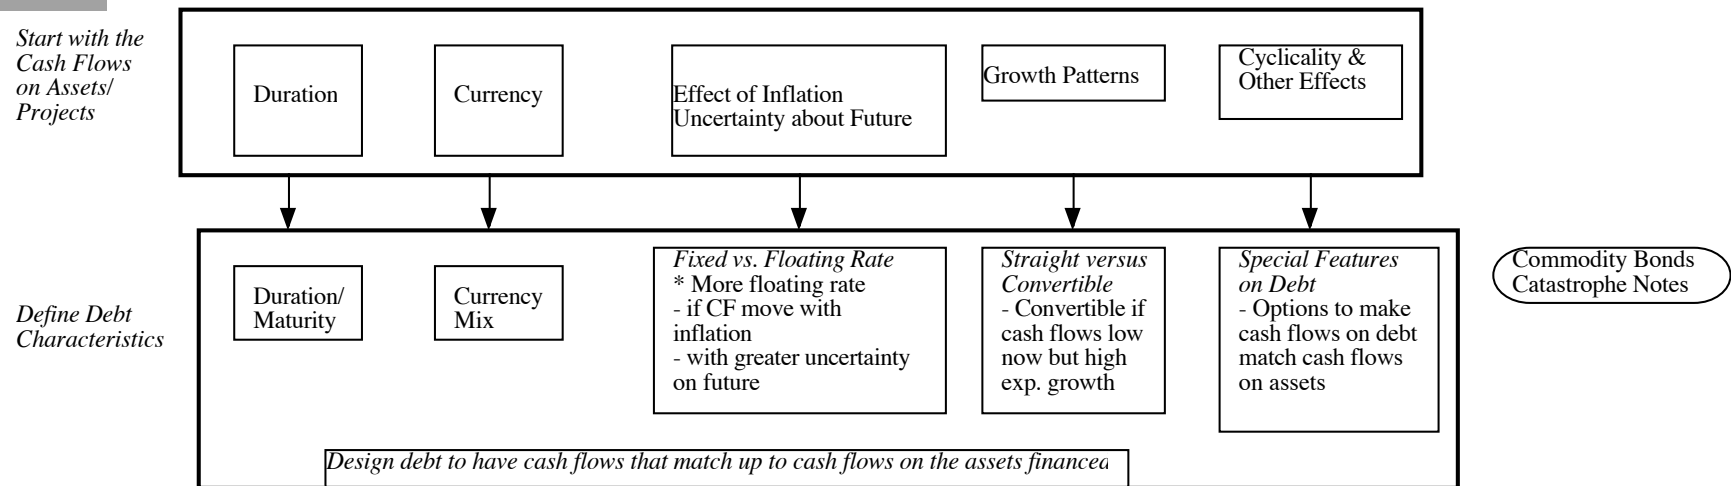 Start with the
Cash Flows
on Assets/
Projects
Duration
Currency
Effect of Inflation
Uncertainty about Future
Growth Patterns
Cyclicality &
Other Effects
Define Debt
Characteristics
Duration/
Maturity
Currency
Mix
Fixed vs. Floating Rate
* More floating rate
- if CF move with
inflation
- with greater uncertainty
on future
Straight versus
Convertible
- Convertible if
cash flows low
now but high
exp. growth
Special Features
on Debt
- Options to make
cash flows on debt
match cash flows
on assets
Commodity Bonds
Catastrophe Notes
Design debt to have cash flows that match up to cash flows on the assets financed